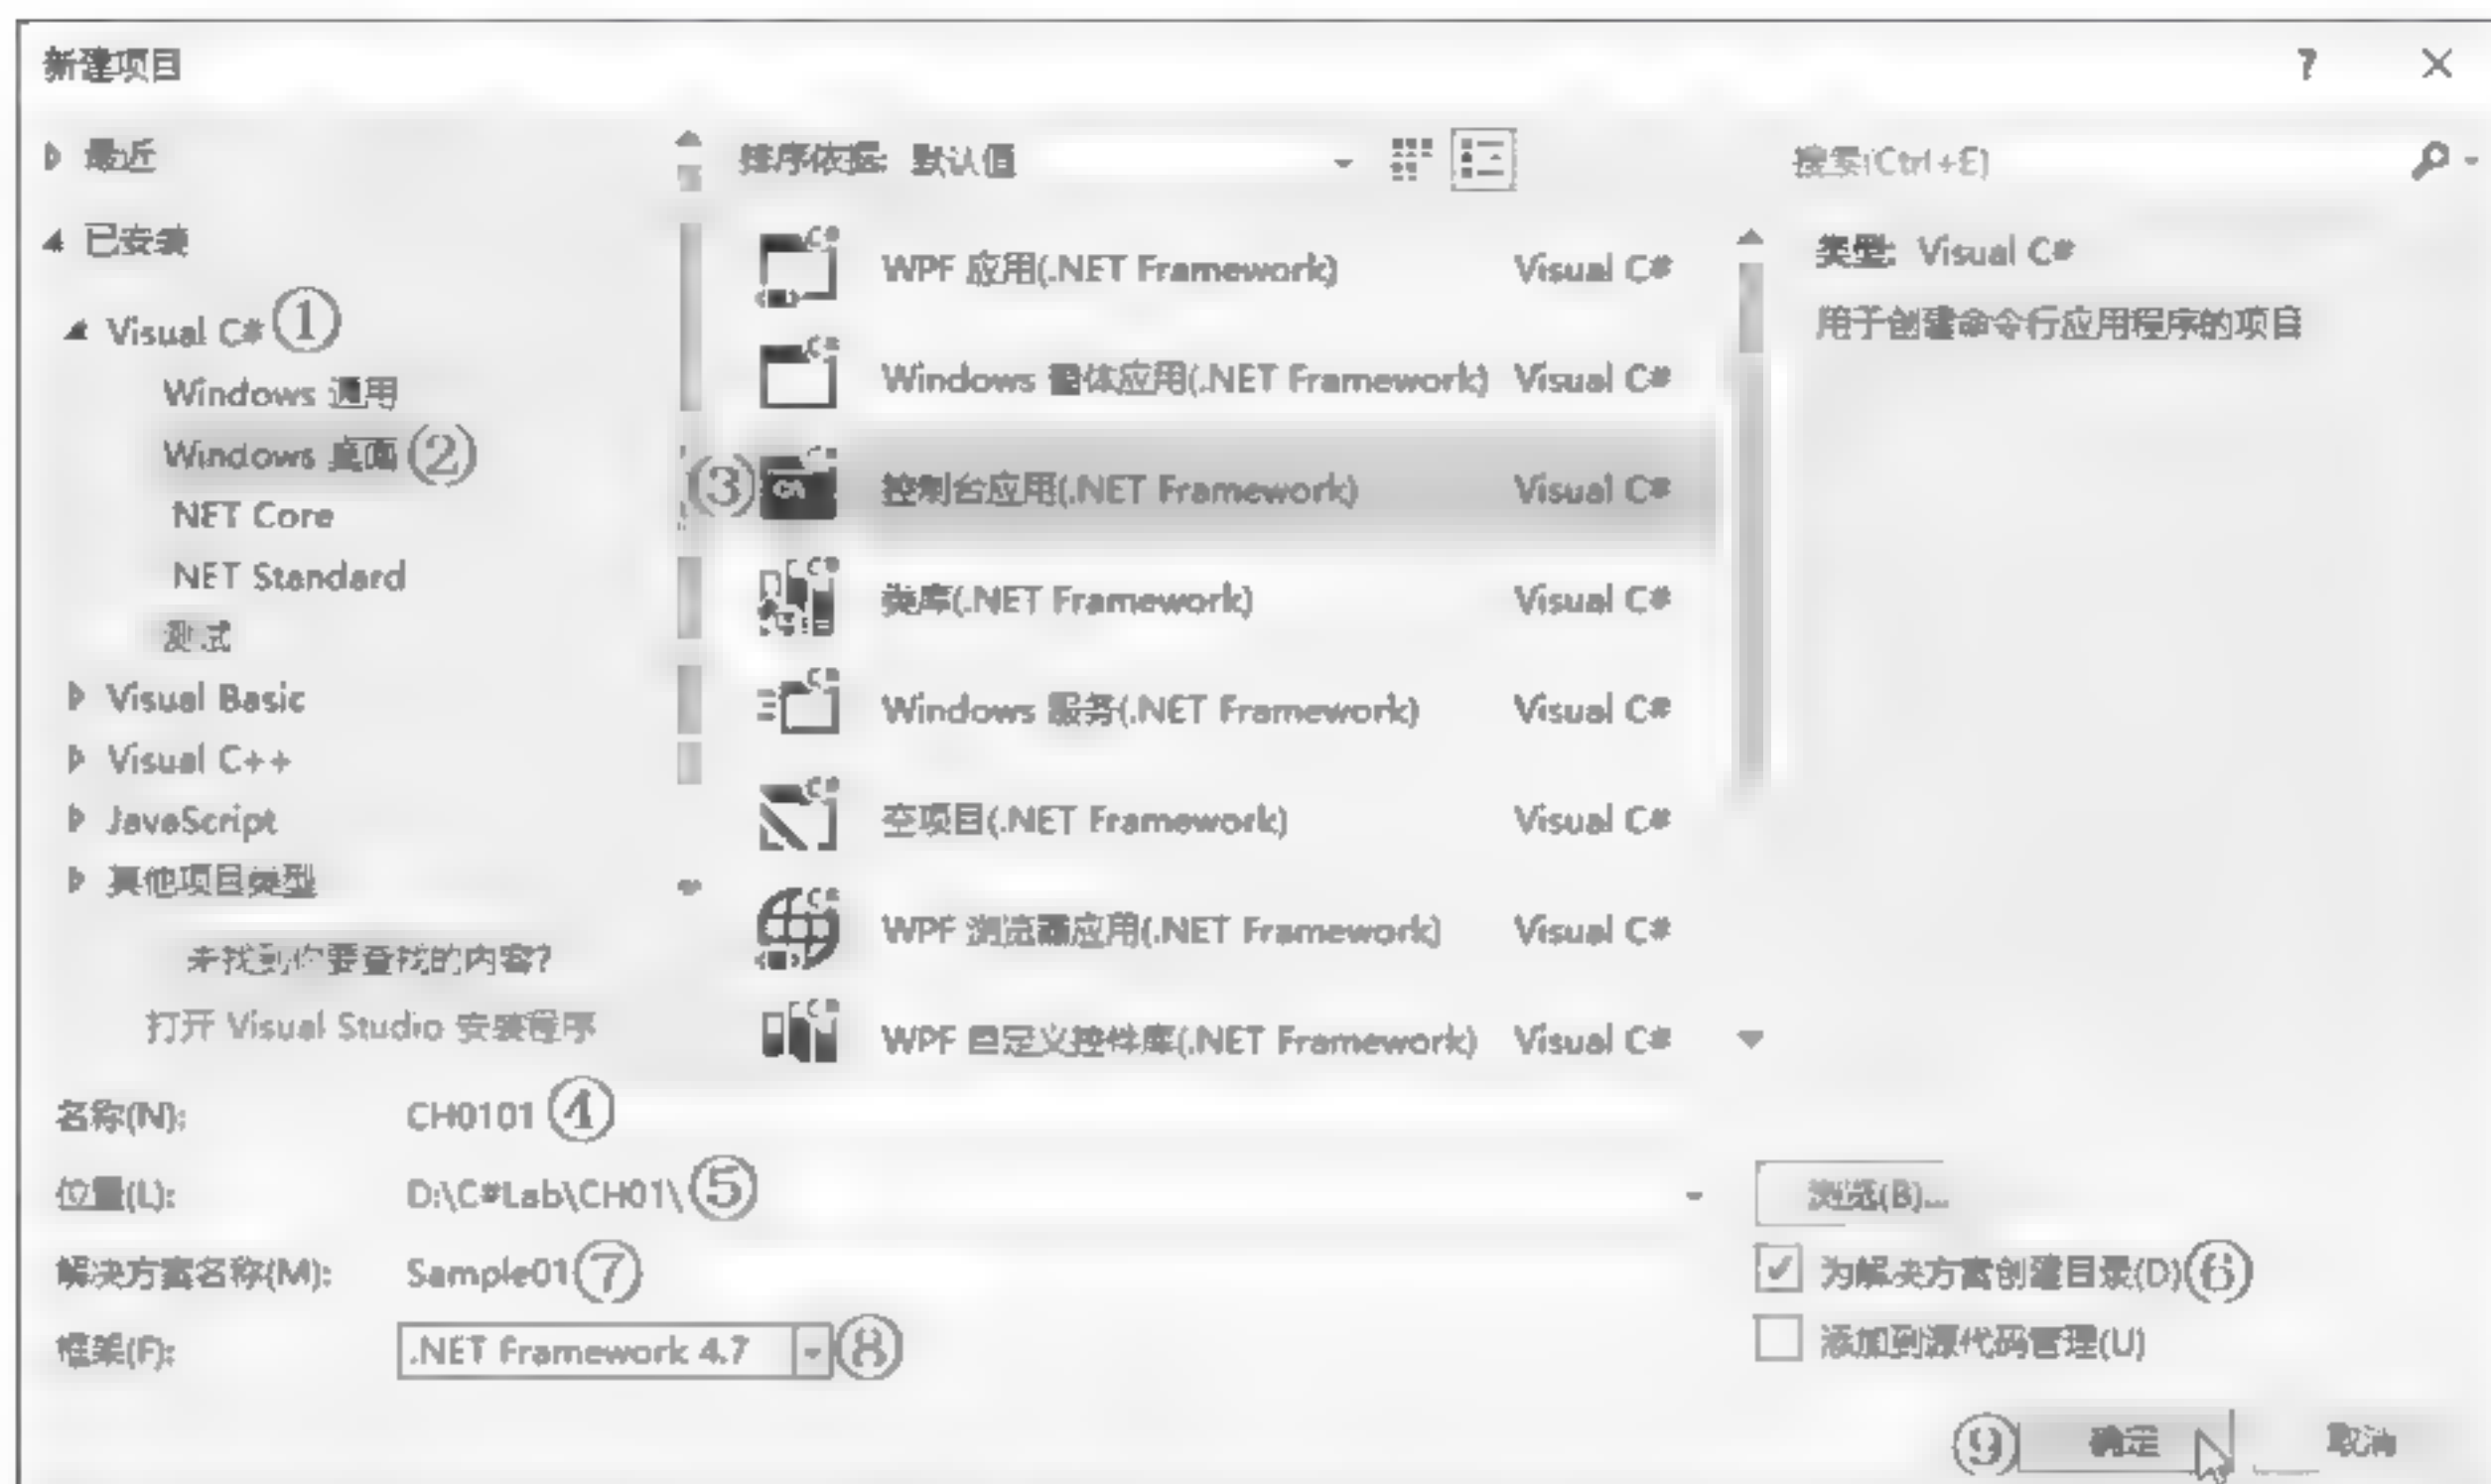 新建项目
最近
已安装
Visual C# ①
Windows 通用
Windows 桌面 ②
NET Core
NET Standard
测试
Visual Basic
Visual C++
JavaScript
其他项目类型
未找到你要查找的内容?
打开 Visual Studio 安装程序
排序依据: 默认值
WPF 应用(.NET Framework) Visual C#
Windows 窗体应用(.NET Framework) Visual C#
③ 控制台应用(.NET Framework) Visual C#
类库(.NET Framework) Visual C#
Windows 服务(.NET Framework) Visual C#
空项目(.NET Framework) Visual C#
WPF 浏览器应用(.NET Framework) Visual C#
WPF 自定义控件库(.NET Framework) Visual C#
搜索(Ctrl+E)
类型: Visual C#
用于创建命令行应用程序的项目
名称(N): CH0101 ④
位置(L): D:\C#Lab\CH01\ ⑤
浏览(B)...
解决方案名称(M): Sample01 ⑦
为解决方案创建目录(D) ⑥
框架(F): .NET Framework 4.7 ⑧
添加到源代码管理(U)
⑨ 确定 取消